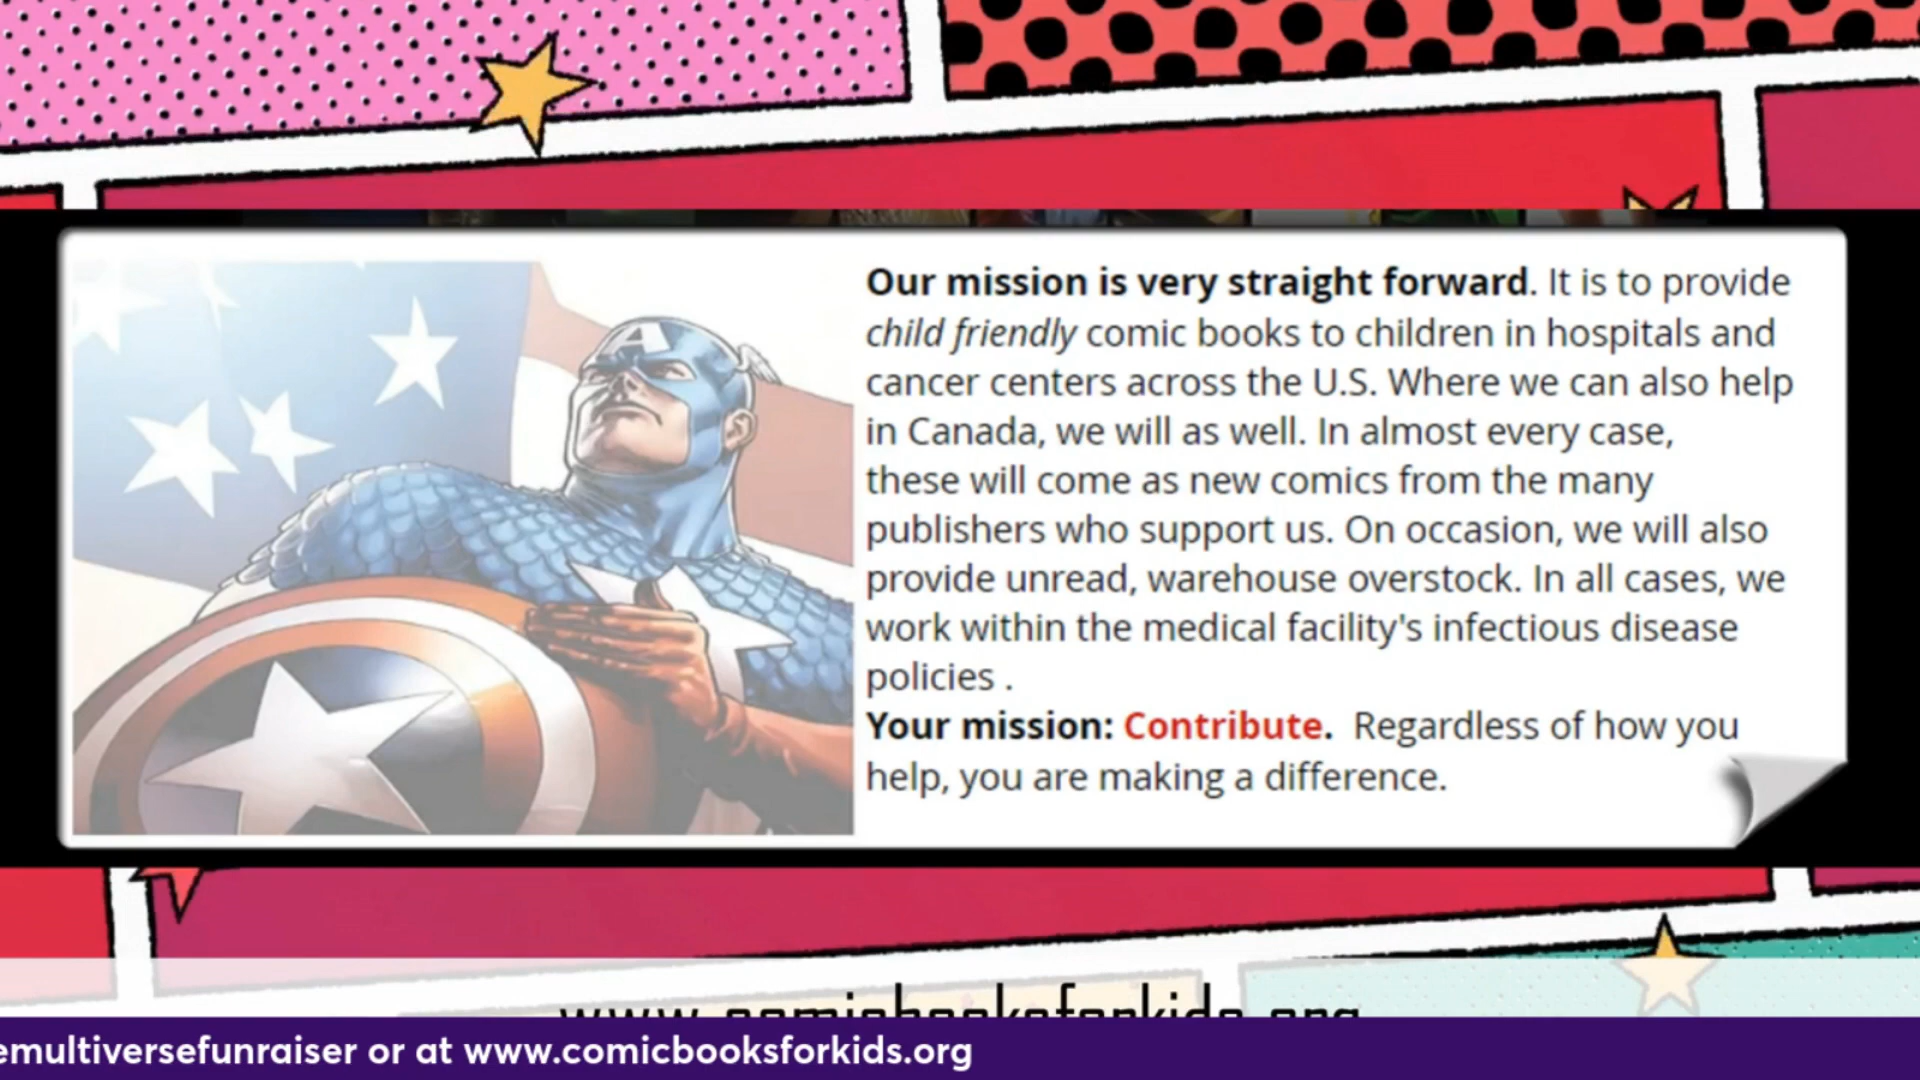 Our mission is very straight forward. It is to provide
child friendly comic books to children in hospitals and
cancer centers across the U.S. Where we can also help
in Canada, we will as well. In almost every case,
these will come as new comics from the many
publishers who support us. On occasion, we will also
provide unread, warehouse overstock. In all cases, we
work within the medical facility's infectious disease
policies .
Your mission: Contribute. Regardless of how you
help, you are making a difference.
A
www.comicbooksforkids.org
emultiversefunraiser or at www.comicbooksforkids.org